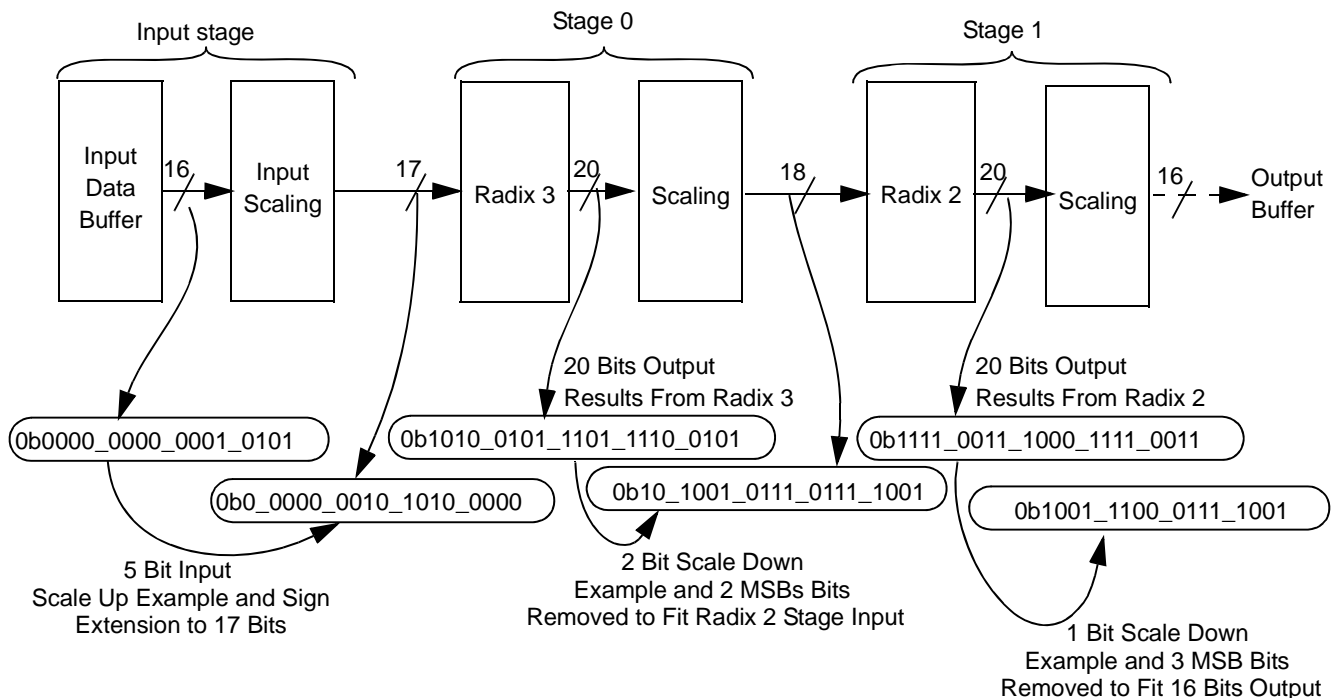 Input stage
Stage 0
Stage 1
Input
Data
Buffer
16
Input
Scaling
17
Radix 3
20
Scaling
18
Radix 2
20
Scaling
16
Output
Buffer
20 Bits Output
Results From Radix 3
20 Bits Output
Results From Radix 2
0b0000_0000_0001_0101
0b1010_0101_1101_1110_0101
0b1111_0011_1000_1111_0011
0b0_0000_0010_1010_0000
0b10_1001_0111_0111_1001
0b1001_1100_0111_1001
5 Bit Input
Scale Up Example and Sign
Extension to 17 Bits
2 Bit Scale Down
Example and 2 MSBs Bits
Removed to Fit Radix 2 Stage Input
1 Bit Scale Down
Example and 3 MSB Bits
Removed to Fit 16 Bits Output